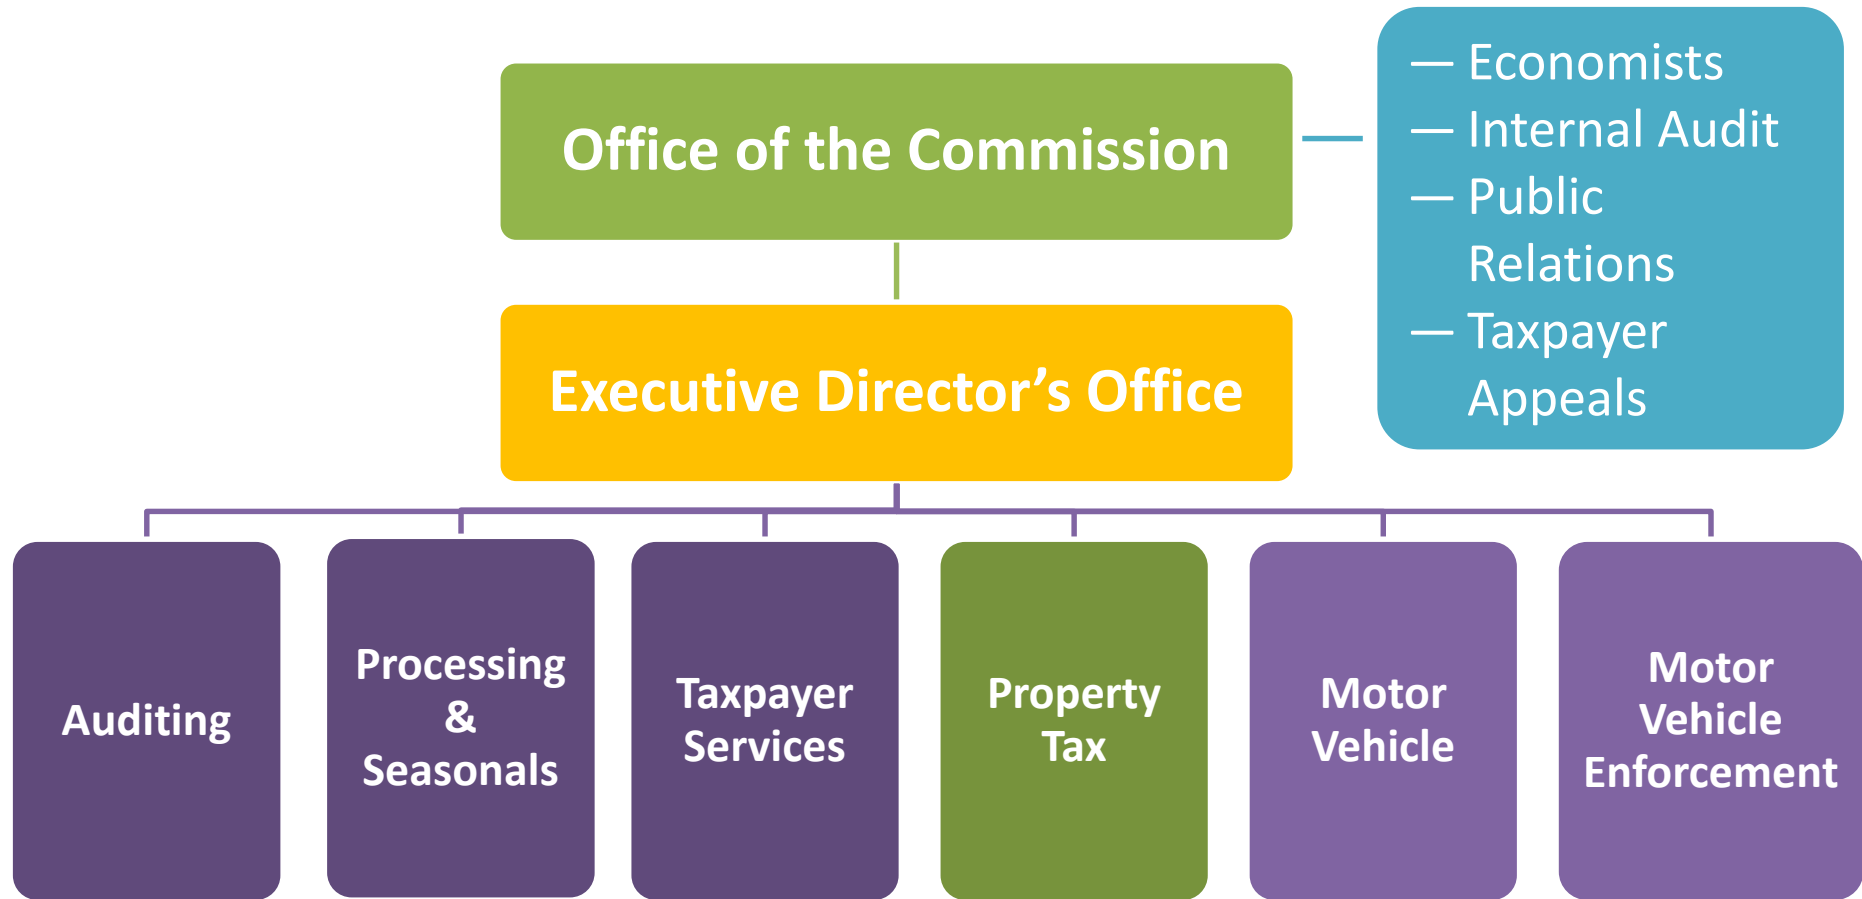 Office of the Commission
— Economists
— Internal Audit
— Public
Relations
— Taxpayer
Appeals
Executive Director’s Office
Auditing
Processing
&
Seasonals
Taxpayer
Services
Property
Tax
Motor
Vehicle
Motor
Vehicle
Enforcement